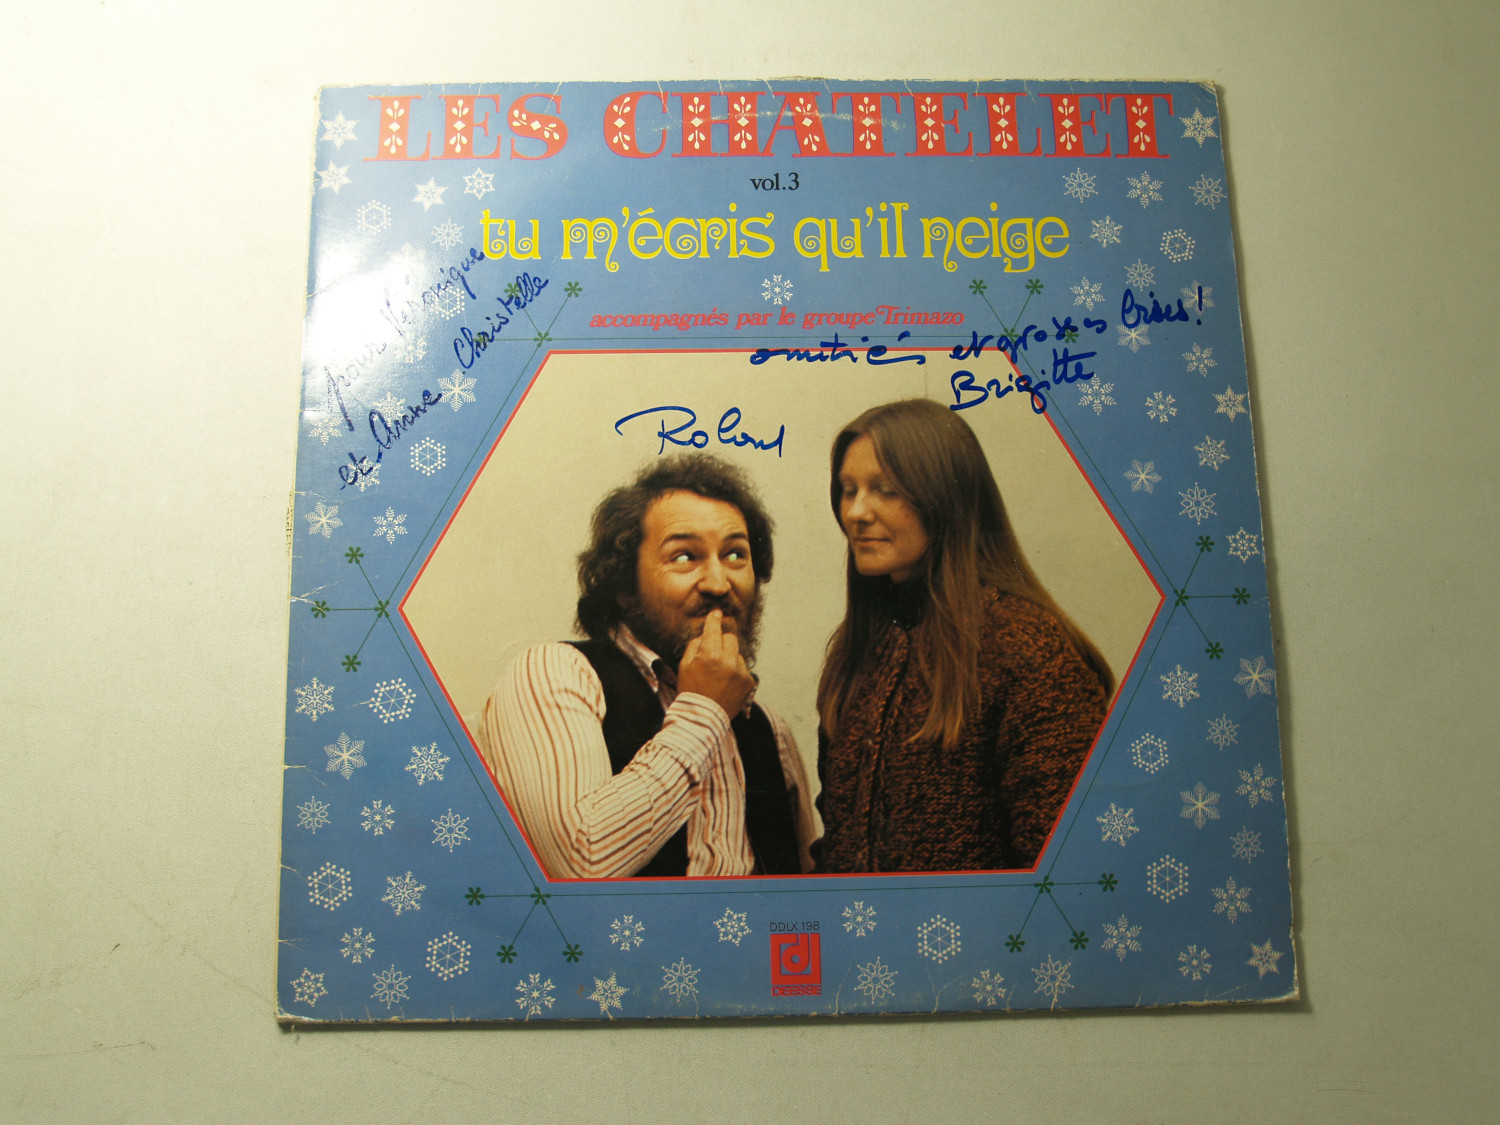 LES CHATELET
vol.3
tu m'écris qu'il neige
accompagnés par le groupe Trimazo
pour Véronique
et Anne. Christelle
amitiés et grosses bises!
Brigitte
Roland
DDLX 198
DEESSE